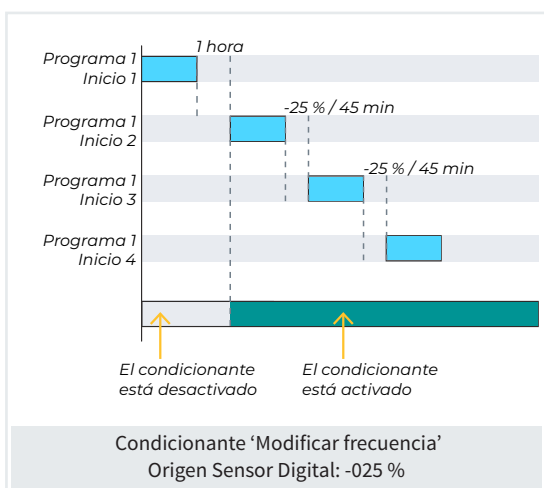 1 hora
Programa 1
Inicio 1
-25 % / 45 min
Programa 1
Inicio 2
-25 % / 45 min
Programa 1
Inicio 3
Programa 1
Inicio 4
El condicionante
está desactivado
El condicionante
está activado
Condicionante ‘Modificar frecuencia’
Origen Sensor Digital: -025 %